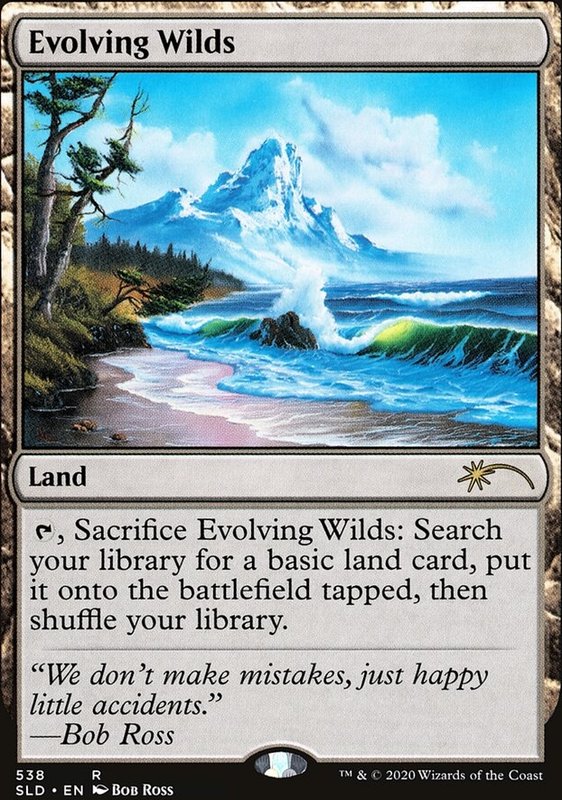 Evolving Wilds
Land
, Sacrifice Evolving Wilds: Search
your library for a basic land card, put
it onto the battlefield tapped, then
shuffle your library.
“We don’t make mistakes, just happy
little accidents.”
—Bob Ross
538 R
SLD • EN Bob Ross
™ & © 2020 Wizards of the Coast